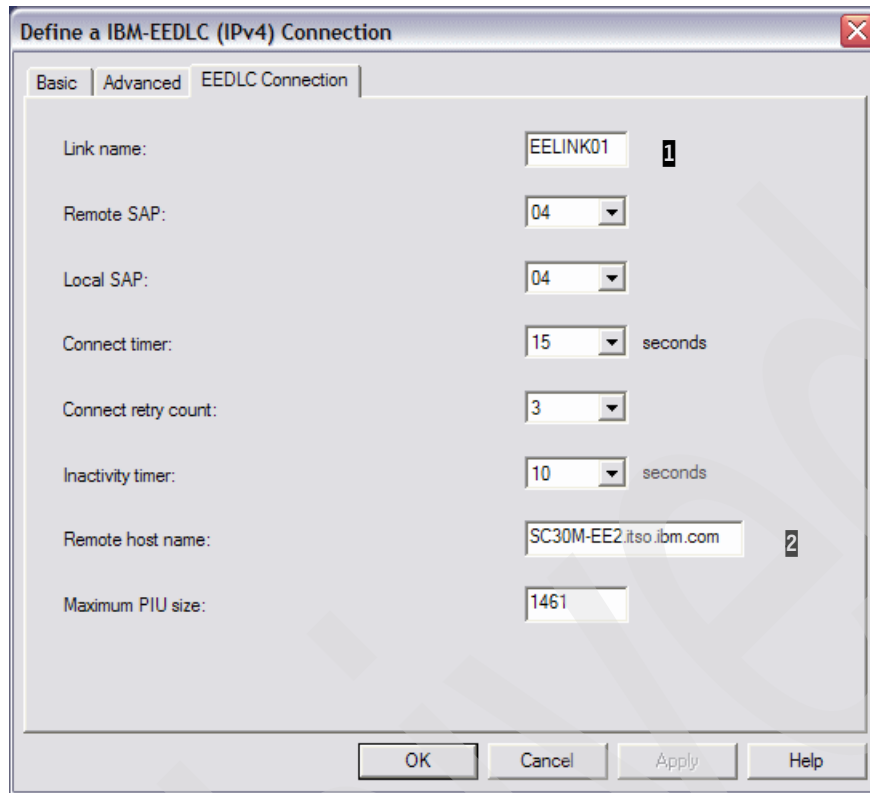 Define a IBM-EEDLC (IPv4) Connection
Basic Advanced EEDLC Connection
Link name: EELINK01 1
Remote SAP: 04
Local SAP: 04
Connect timer: 15 seconds
Connect retry count: 3
Inactivity timer: 10 seconds
Remote host name: SC30M-EE2.itso.ibm.com 2
Maximum PIU size: 1461
OK Cancel Apply Help